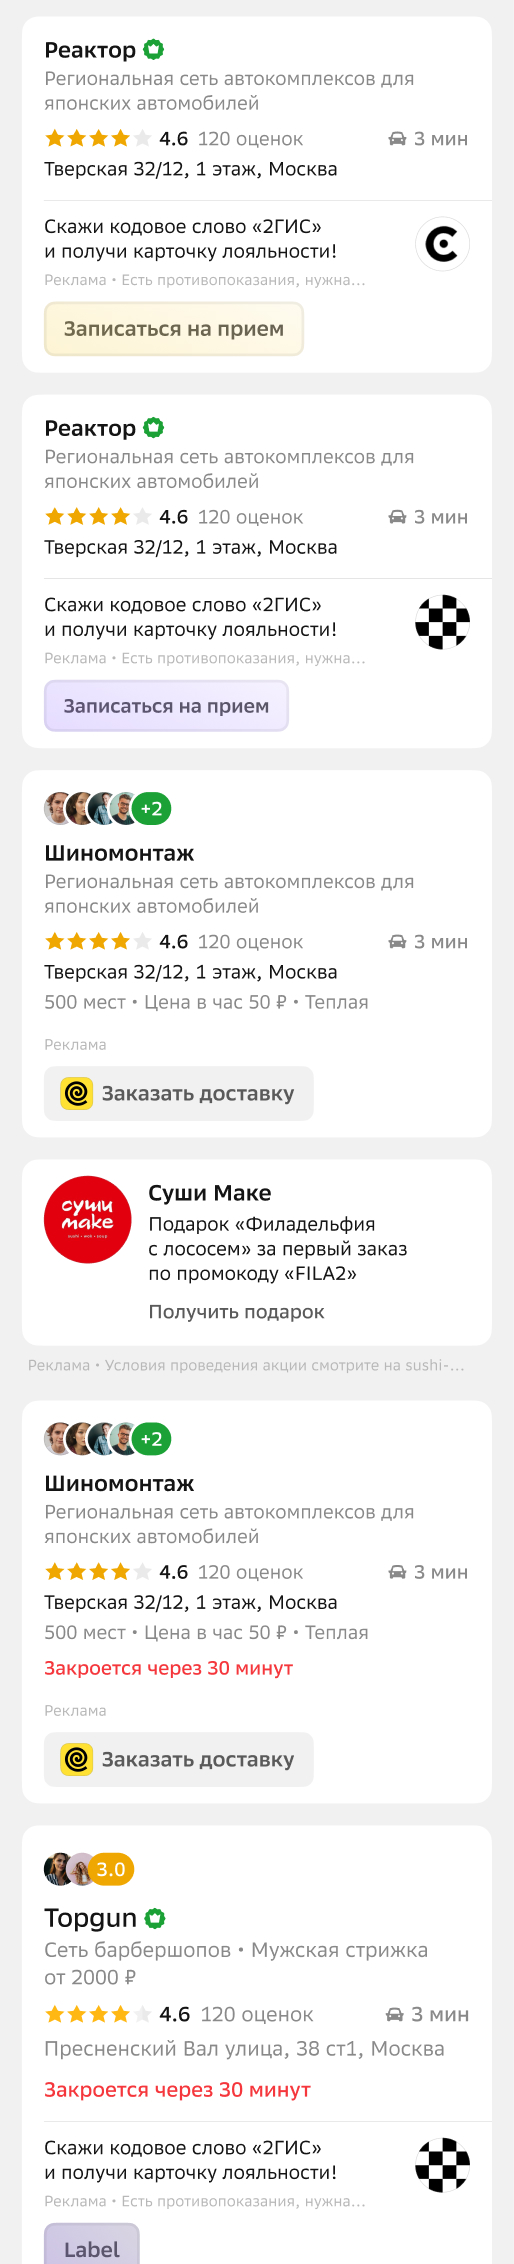 Реактор
Региональная сеть автокомплексов для
японских автомобилей
4.6 120 оценок 3 мин
Тверская 32/12, 1 этаж, Москва
Скажи кодовое слово «2ГИС»
и получи карточку лояльности!
Реклама • Есть противопоказания, нужна...
Записаться на прием
Реактор
Региональная сеть автокомплексов для
японских автомобилей
4.6 120 оценок 3 мин
Тверская 32/12, 1 этаж, Москва
Скажи кодовое слово «2ГИС»
и получи карточку лояльности!
Реклама • Есть противопоказания, нужна...
Записаться на прием
+2
Шиномонтаж
Региональная сеть автокомплексов для
японских автомобилей
4.6 120 оценок 3 мин
Тверская 32/12, 1 этаж, Москва
500 мест • Цена в час 50 ₽ • Теплая
Реклама
Заказать доставку
суши
make
sushi • wok • soup
Суши Маке
Подарок «Филадельфия
с лососем» за первый заказ
по промокоду «FILA2»
Получить подарок
Реклама • Условия проведения акции смотрите на sushi-...
+2
Шиномонтаж
Региональная сеть автокомплексов для
японских автомобилей
4.6 120 оценок 3 мин
Тверская 32/12, 1 этаж, Москва
500 мест • Цена в час 50 ₽ • Теплая
Закроется через 30 минут
Реклама
Заказать доставку
3.0
Topgun
Сеть барбершопов • Мужская стрижка
от 2000 ₽
4.6 120 оценок 3 мин
Пресненский Вал улица, 38 ст1, Москва
Закроется через 30 минут
Скажи кодовое слово «2ГИС»
и получи карточку лояльности!
Реклама • Есть противопоказания, нужна...
Label